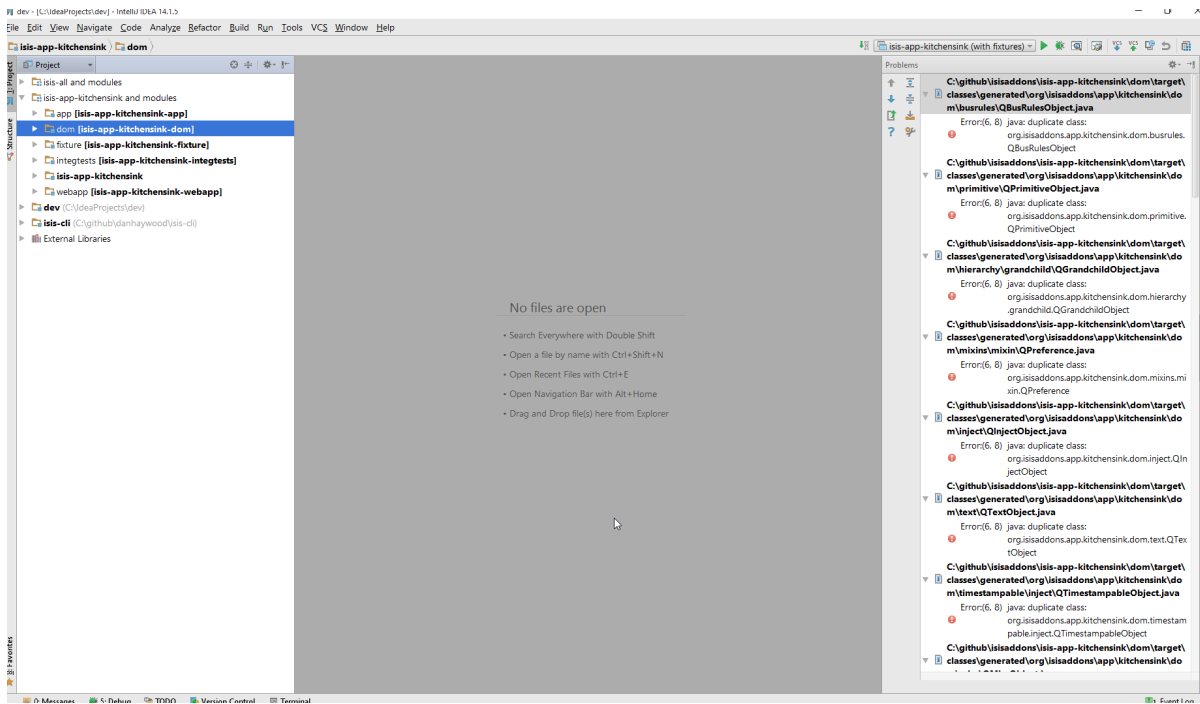 dev - [C:\IdeaProjects\dev] - IntelliJ IDEA 14.1.5
File Edit View Navigate Code Analyze Refactor Build Run Tools VCS Window Help
isis-app-kitchensink dom
isis-app-kitchensink (with fixtures)
1: Project
Structure
Favorites
Project
isis-all and modules
isis-app-kitchensink and modules
app [isis-app-kitchensink-app]
dom [isis-app-kitchensink-dom]
fixture [isis-app-kitchensink-fixture]
integtests [isis-app-kitchensink-integtests]
isis-app-kitchensink
webapp [isis-app-kitchensink-webapp]
dev (C:\IdeaProjects\dev)
isis-cli (C:\github\danhaywood\isis-cli)
External Libraries
No files are open
• Search Everywhere with Double Shift
• Open a file by name with Ctrl+Shift+N
• Open Recent Files with Ctrl+E
• Open Navigation Bar with Alt+Home
• Drag and Drop file(s) here from Explorer
Problems
C:\github\isisaddons\isis-app-kitchensink\dom\target\
classes\generated\org\isisaddons\app\kitchensink\do
m\busrules\QBusRulesObject.java
Error:(6, 8) java: duplicate class:
org.isisaddons.app.kitchensink.dom.busrules.
QBusRulesObject
C:\github\isisaddons\isis-app-kitchensink\dom\target\
classes\generated\org\isisaddons\app\kitchensink\do
m\primitive\QPrimitiveObject.java
Error:(6, 8) java: duplicate class:
org.isisaddons.app.kitchensink.dom.primitive.
QPrimitiveObject
C:\github\isisaddons\isis-app-kitchensink\dom\target\
classes\generated\org\isisaddons\app\kitchensink\do
m\hierarchy\grandchild\QGrandchildObject.java
Error:(6, 8) java: duplicate class:
org.isisaddons.app.kitchensink.dom.hierarchy
.grandchild.QGrandchildObject
C:\github\isisaddons\isis-app-kitchensink\dom\target\
classes\generated\org\isisaddons\app\kitchensink\do
m\mixins\mixin\QPreference.java
Error:(6, 8) java: duplicate class:
org.isisaddons.app.kitchensink.dom.mixins.mi
xin.QPreference
C:\github\isisaddons\isis-app-kitchensink\dom\target\
classes\generated\org\isisaddons\app\kitchensink\do
m\inject\QInjectObject.java
Error:(6, 8) java: duplicate class:
org.isisaddons.app.kitchensink.dom.inject.QIn
jectObject
C:\github\isisaddons\isis-app-kitchensink\dom\target\
classes\generated\org\isisaddons\app\kitchensink\do
m\text\QTextObject.java
Error:(6, 8) java: duplicate class:
org.isisaddons.app.kitchensink.dom.text.QTex
tObject
C:\github\isisaddons\isis-app-kitchensink\dom\target\
classes\generated\org\isisaddons\app\kitchensink\do
m\timestampable\inject\QTimestampableObject.java
Error:(6, 8) java: duplicate class:
org.isisaddons.app.kitchensink.dom.timestam
pable.inject.QTimestampableObject
C:\github\isisaddons\isis-app-kitchensink\dom\target\
classes\generated\org\isisaddons\app\kitchensink\do
0: Messages 5: Debug TODO Version Control Terminal Event Log